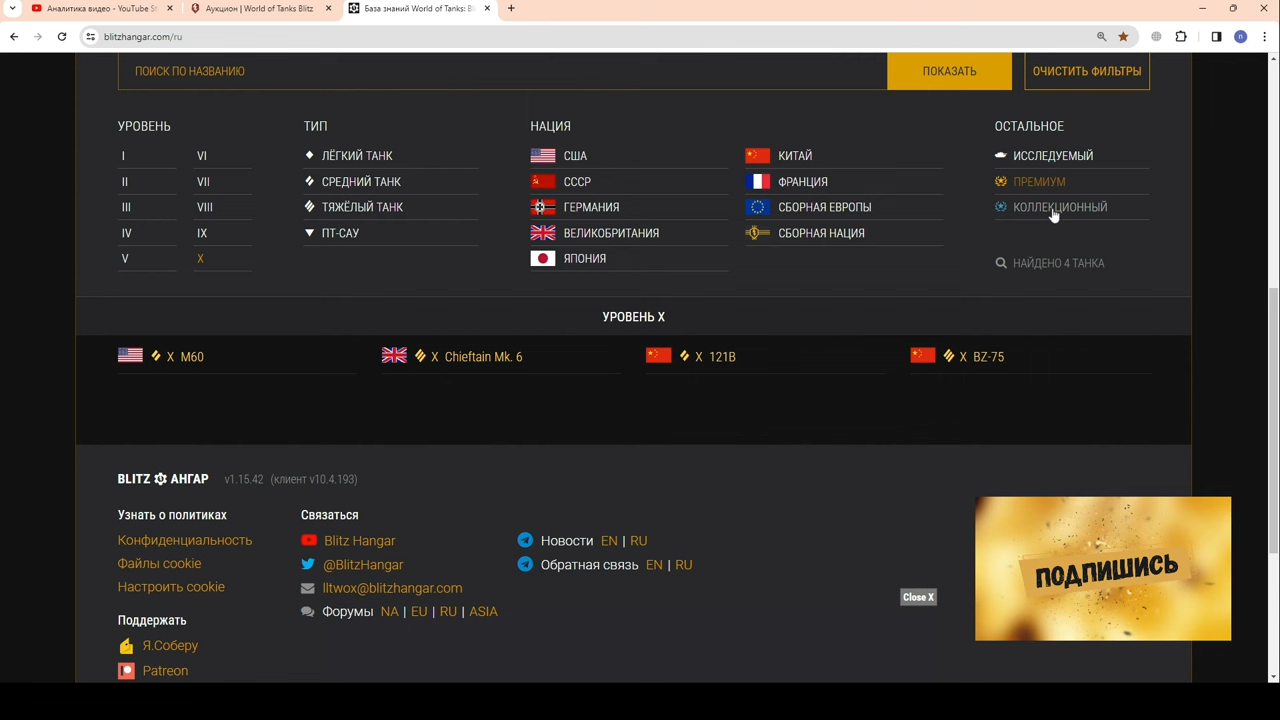 Аналитика видео - YouTube St
Аукцион | World of Tanks Blitz
База знаний World of Tanks: Bl
blitzhangar.com/ru
n
ПОИСК ПО НАЗВАНИЮ
ПОКАЗАТЬ
ОЧИСТИТЬ ФИЛЬТРЫ
УРОВЕНЬ
ТИП
НАЦИЯ
ОСТАЛЬНОЕ
I
VI
ЛЁГКИЙ ТАНК
США
КИТАЙ
ИССЛЕДУЕМЫЙ
II
VII
СРЕДНИЙ ТАНК
СССР
ФРАНЦИЯ
ПРЕМИУМ
III
VIII
ТЯЖЁЛЫЙ ТАНК
ГЕРМАНИЯ
СБОРНАЯ ЕВРОПЫ
КОЛЛЕКЦИОННЫЙ
IV
IX
ПТ-САУ
ВЕЛИКОБРИТАНИЯ
СБОРНАЯ НАЦИЯ
V
X
ЯПОНИЯ
НАЙДЕНО 4 ТАНКА
УРОВЕНЬ X
X M60
X Chieftain Mk. 6
X 121B
X BZ-75
BLITZ АНГАР v1.15.42 (клиент v10.4.193)
Узнать о политиках
Связаться
Конфиденциальность
Blitz Hangar
Новости EN | RU
Файлы cookie
@BlitzHangar
Обратная связь EN | RU
Настроить cookie
lltwox@blitzhangar.com
Форумы NA | EU | RU | ASIA
Поддержать
Я.Соберу
Patreon
Close X
ПОДПИШИСЬ